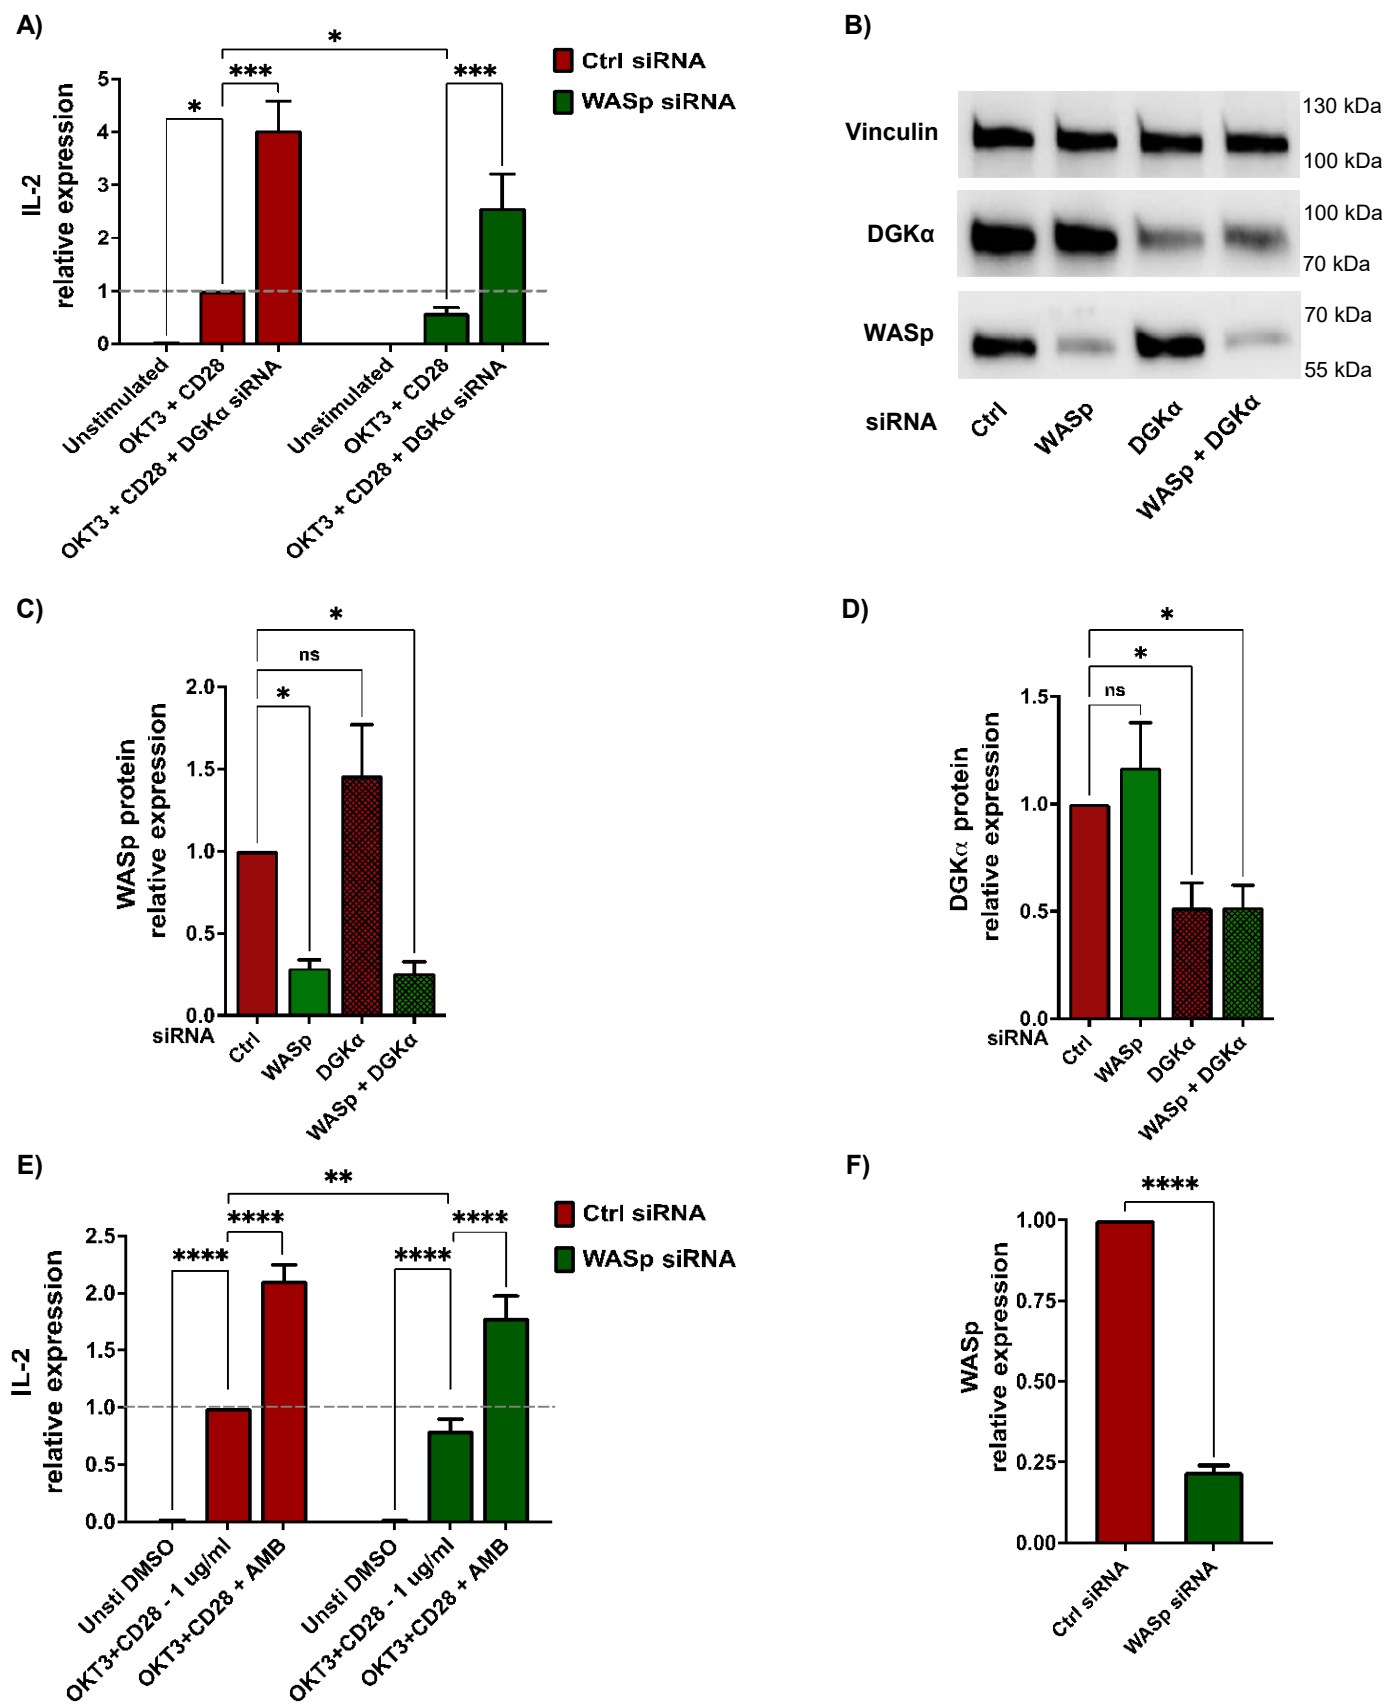 A)
*
***
***
*
Ctrl siRNA
WASp siRNA
IL-2
relative expression
5
4
3
2
1
0
Unstimulated
OKT3 + CD28
OKT3 + CD28 + DGKα siRNA
Unstimulated
OKT3 + CD28
OKT3 + CD28 + DGKα siRNA
B)
Vinculin
130 kDa
100 kDa
DGKα
100 kDa
70 kDa
WASp
70 kDa
55 kDa
siRNA
Ctrl
WASp
DGKα
WASp + DGKα
C)
*
ns
*
WASp protein
relative expression
2.0
1.5
1.0
0.5
0.0
siRNA
Ctrl
WASp
DGKα
WASp + DGKα
D)
*
*
ns
DGKα protein
relative expression
1.5
1.0
0.5
0.0
siRNA
Ctrl
WASp
DGKα
WASp + DGKα
E)
**
****
****
****
****
Ctrl siRNA
WASp siRNA
IL-2
relative expression
2.5
2.0
1.5
1.0
0.5
0.0
Unsti DMSO
OKT3+CD28 - 1 ug/ml
OKT3+CD28 + AMB
Unsti DMSO
OKT3+CD28 - 1 ug/ml
OKT3+CD28 + AMB
F)
****
WASp
relative expression
1.00
0.75
0.50
0.25
0.00
Ctrl siRNA
WASp siRNA